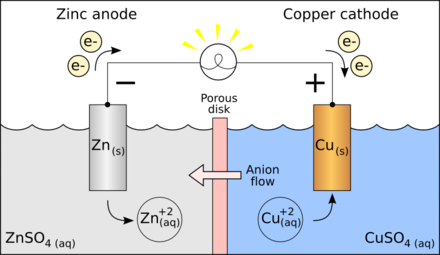 Zinc anode
Copper cathode
e-
e-
e-
e-
−
+
Porous
disk
Zn(s)
Cu(s)
Anion
flow
Zn+2(aq)
Cu+2(aq)
ZnSO4 (aq)
CuSO4 (aq)